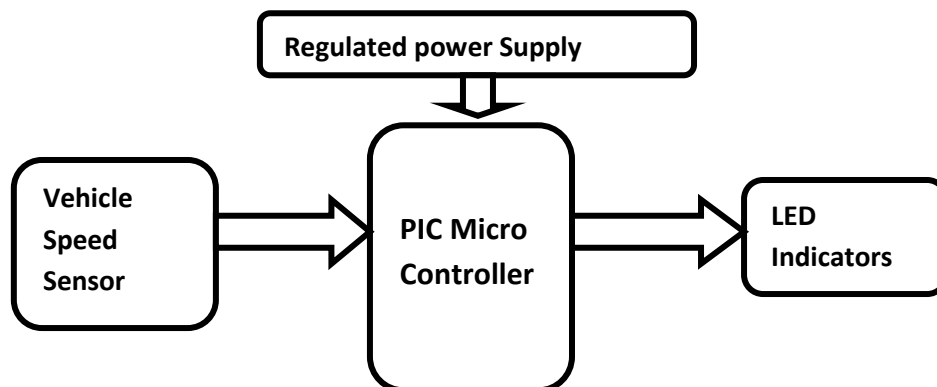 Regulated power Supply
Vehicle
Speed
Sensor
PIC Micro
Controller
LED
Indicators